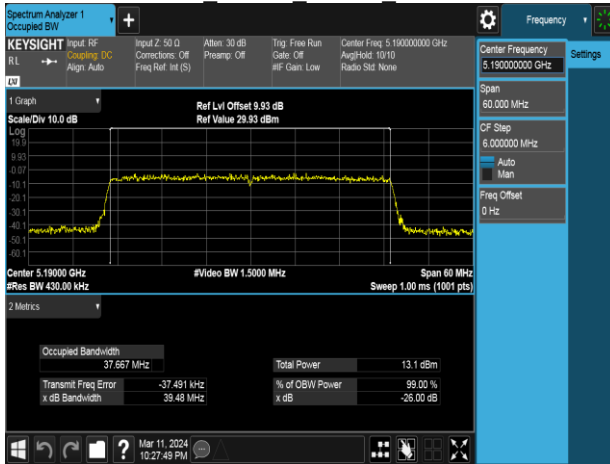 Spectrum Analyzer 1
Occupied BW
Frequency
KEYSIGHT
RL
LXI
Input: RF
Coupling: DC
Align: Auto
Input Z: 50 Ω
Corrections: Off
Freq Ref: Int (S)
Atten: 30 dB
Preamp: Off
Trig: Free Run
Gate: Off
#IF Gain: Low
Center Freq: 5.190000000 GHz
Avg|Hold: 10/10
Radio Std: None
Center Frequency
5.190000000 GHz
Settings
Span
60.000 MHz
CF Step
6.000000 MHz
Auto
Man
Freq Offset
0 Hz
1 Graph
Scale/Div 10.0 dB
Ref Lvl Offset 9.93 dB
Ref Value 29.93 dBm
Log
19.9
9.93
-0.07
-10.1
-20.1
-30.1
-40.1
-50.1
-60.1
Center 5.19000 GHz
#Video BW 1.5000 MHz
Span 60 MHz
#Res BW 430.00 kHz
Sweep 1.00 ms (1001 pts)
2 Metrics
Occupied Bandwidth
37.667 MHz
Total Power
13.1 dBm
Transmit Freq Error
-37.491 kHz
% of OBW Power
99.00 %
x dB Bandwidth
39.48 MHz
x dB
-26.00 dB
?
Mar 11, 2024
10:27:49 PM